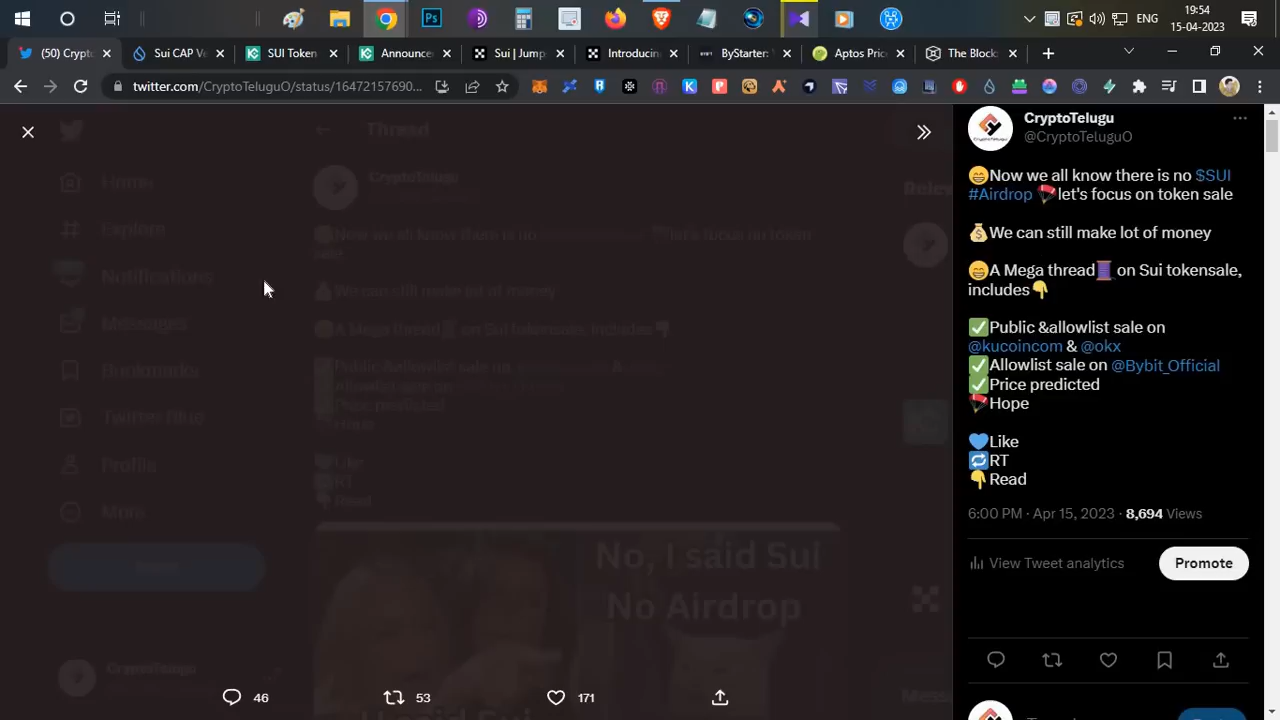 19:54
ENG
15-04-2023
(50) Crypto
Sui CAP Ve
SUI Token
Announce
Sui | Jump
Introducin
ByStarter:
Aptos Price
The Block
twitter.com/CryptoTeluguO/status/16472157690...
Thread
Home
Explore
Notifications
Messages
Bookmarks
Twitter Blue
Profile
More
CryptoTelugu
CryptoTelugu
Now we all know there is no
let's focus on token
sale
We can still make lot of money
A Mega thread on Sui tokensale, includes
Public &allowlist sale on
Allowlist sale on
Price predicted
Hope
Like
RT
Read
No, I said Sui
No Airdrop
I said Sui
46
53
171
CryptoTelugu
@CryptoTeluguO
😁Now we all know there is no $SUI
#Airdrop 🪂let's focus on token sale
💰We can still make lot of money
😁A Mega thread🧵on Sui tokensale,
includes👇
✅Public &allowlist sale on
@kucoincom & @okx
✅Allowlist sale on @Bybit_Official
✅Price predicted
🪂Hope
💙Like
🔁RT
👇Read
6:00 PM · Apr 15, 2023 · 8,694 Views
View Tweet analytics
Promote